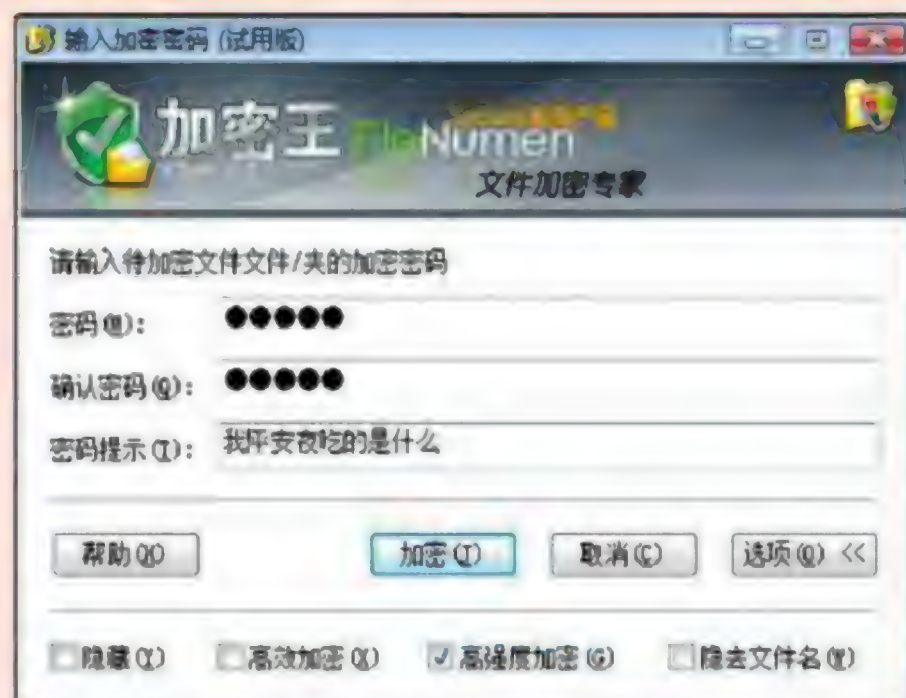 输入加密密码 (试用版)
加密王
FileNumen
文件加密专家
请输入待加密文件文件/夹的加密密码
密码(M):
确认密码(Q):
密码提示(T): 我平安夜吃的是什么
帮助(H) 加密(J) 取消(C) 选项(O) <<
隐藏(Y) 高效加密(X) 高强度加密(G) 隐去文件名(W)